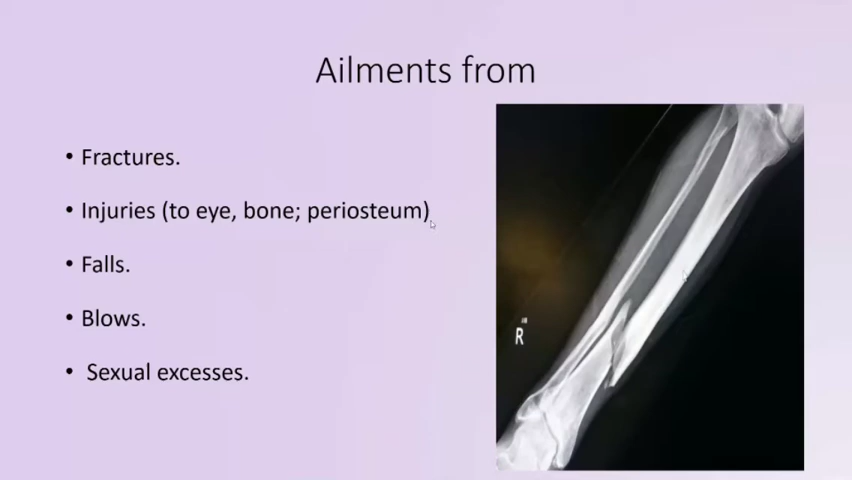 Ailments from
• Fractures.
• Injuries (to eye, bone; periosteum)
• Falls.
• Blows.
• Sexual excesses.
R